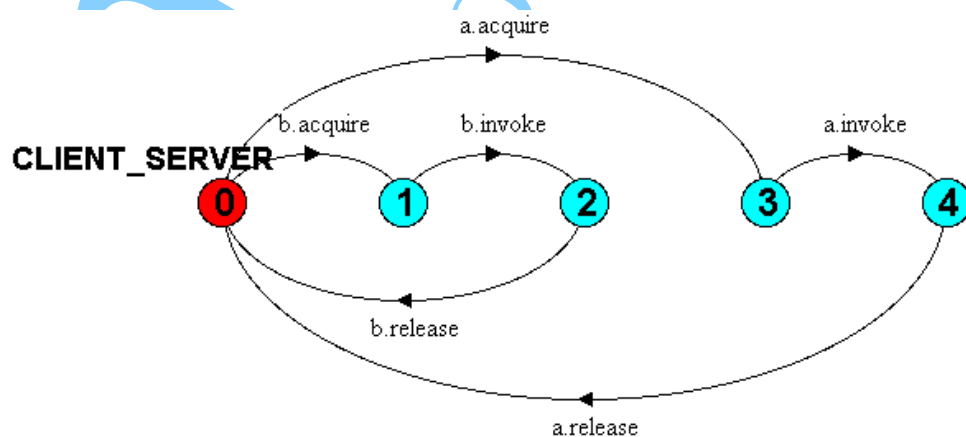 a.acquire
b.acquire
b.invoke
a.invoke
CLIENT_SERVER
0
1
2
3
4
b.release
a.release